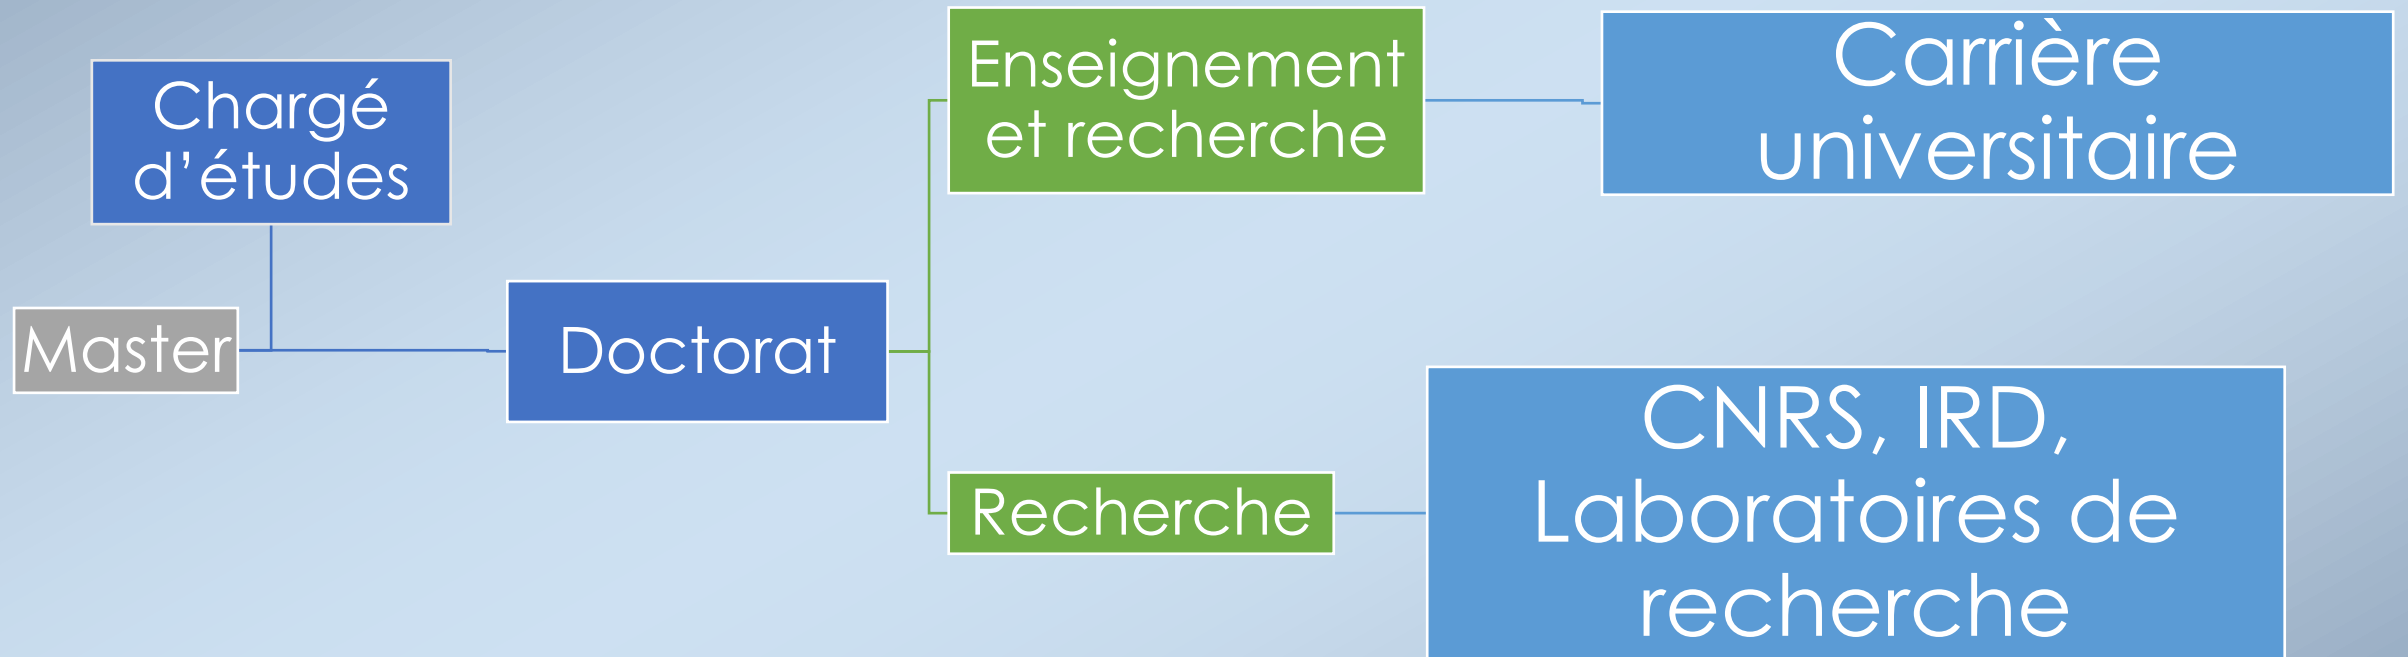 Chargé
d’études
Master
Doctorat
Enseignement
et recherche
Carrière
universitaire
Recherche
CNRS, IRD,
Laboratoires de
recherche